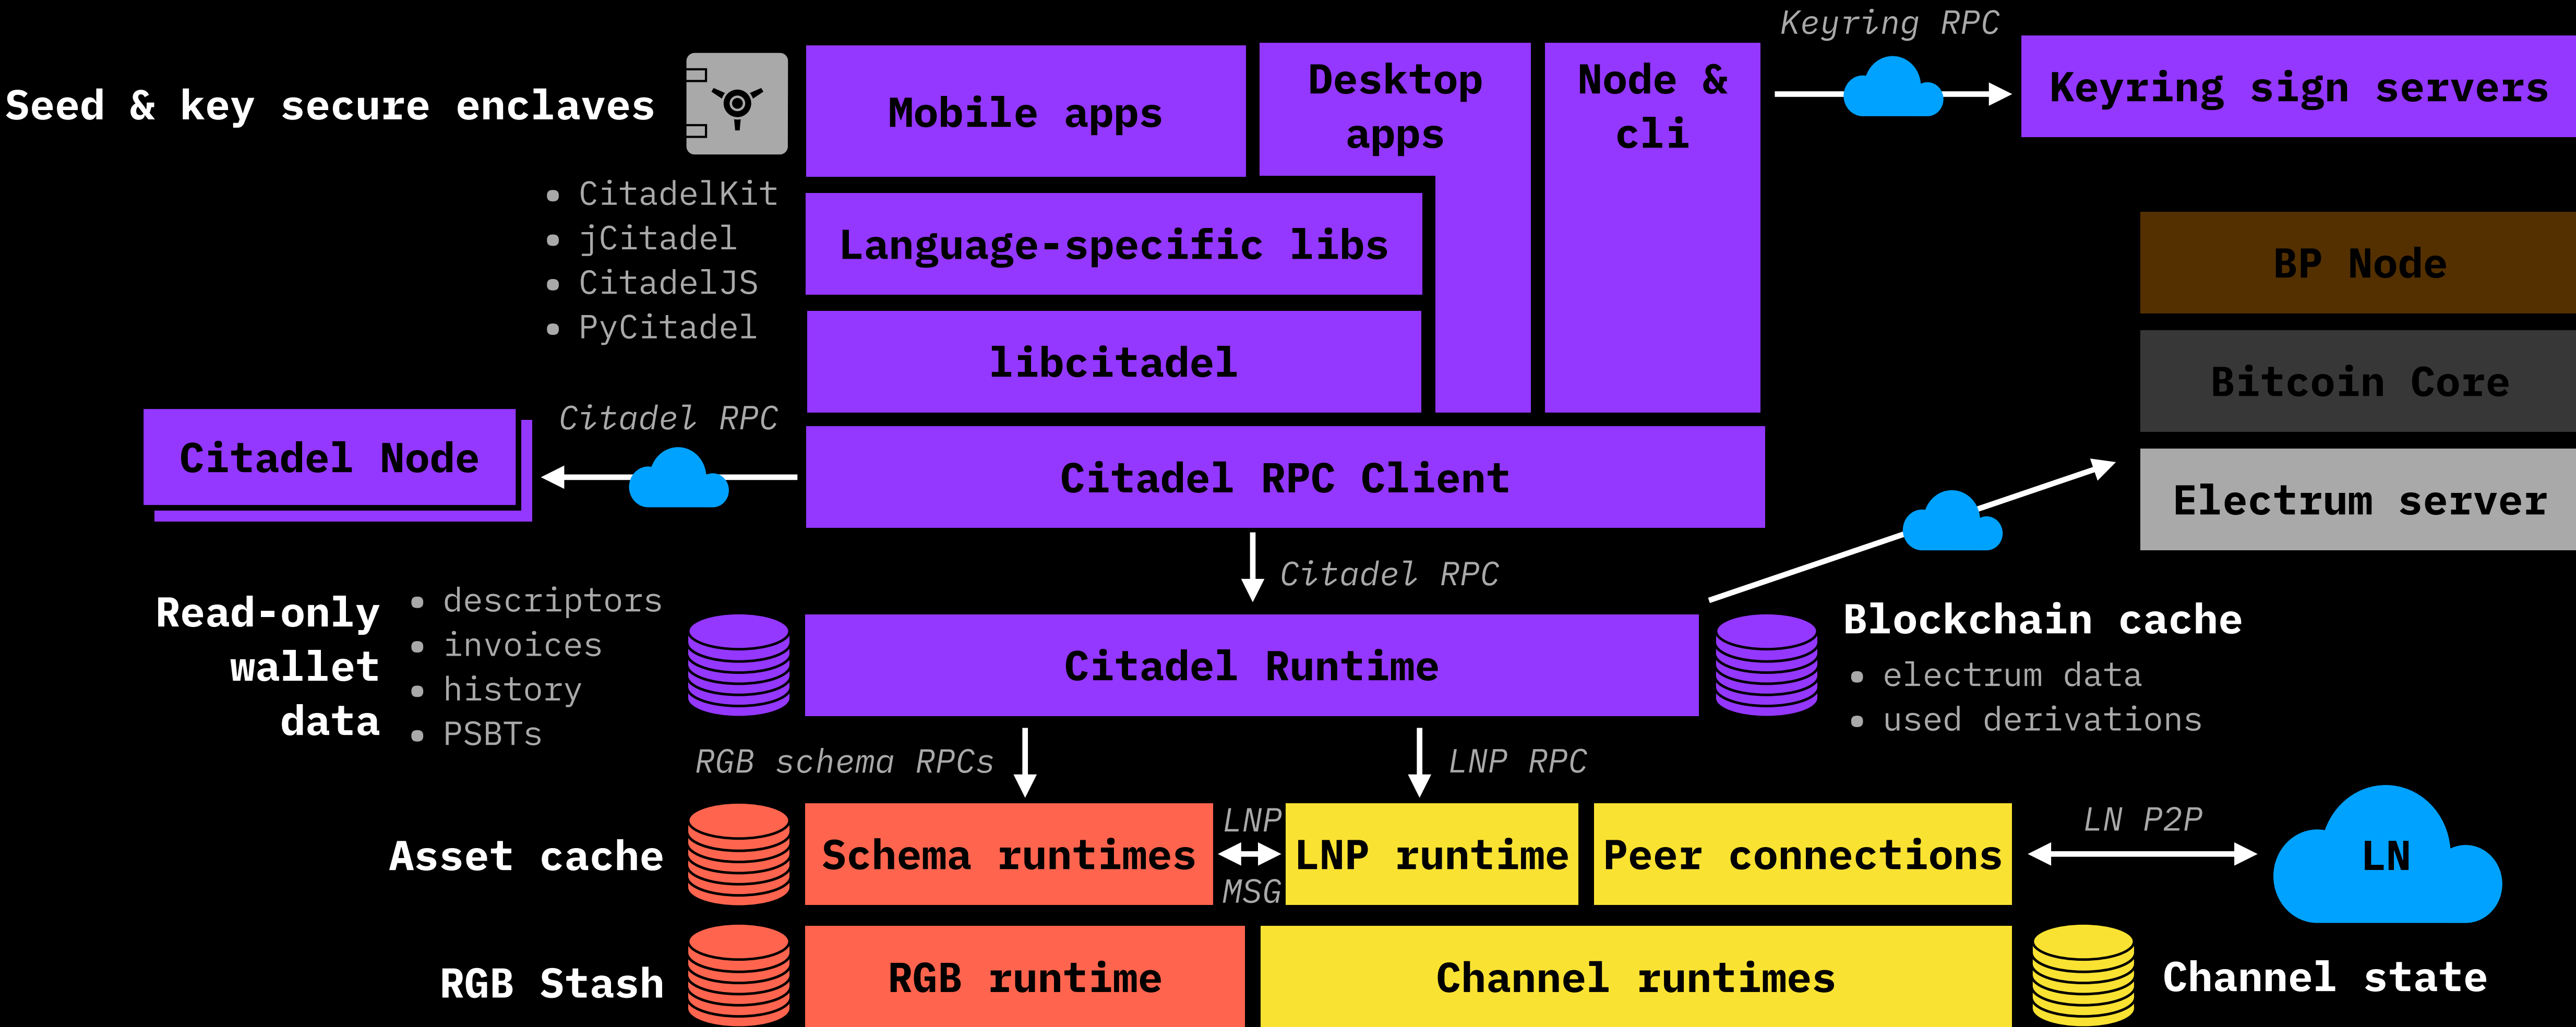 Keyring RPC
Seed & key secure enclaves
Mobile apps
Desktop
apps
Node &
cli
Keyring sign servers
• CitadelKit
• jCitadel
• CitadelJS
• PyCitadel
Language-specific libs
libcitadel
BP Node
Bitcoin Core
Electrum server
Citadel Node
Citadel RPC
Citadel RPC Client
Citadel RPC
Read-only
wallet
data
• descriptors
• invoices
• history
• PSBTs
Citadel Runtime
Blockchain cache
• electrum data
• used derivations
RGB schema RPCs
LNP RPC
Asset cache
Schema runtimes
LNP
MSG
LNP runtime
Peer connections
LN P2P
LN
RGB Stash
RGB runtime
Channel runtimes
Channel state